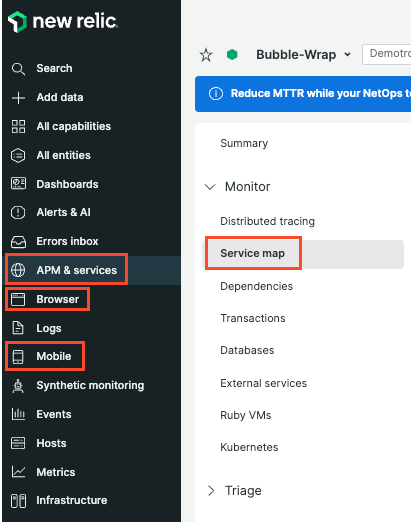 new relic.
Search
Add data
All capabilities
All entities
Dashboards
Alerts & AI
Errors inbox
APM & services
Browser
Logs
Mobile
Synthetic monitoring
Events
Hosts
Metrics
Infrastructure
Bubble-Wrap
Demotro
Reduce MTTR while your NetOps te
Summary
Monitor
Distributed tracing
Service map
Dependencies
Transactions
Databases
External services
Ruby VMs
Kubernetes
Triage